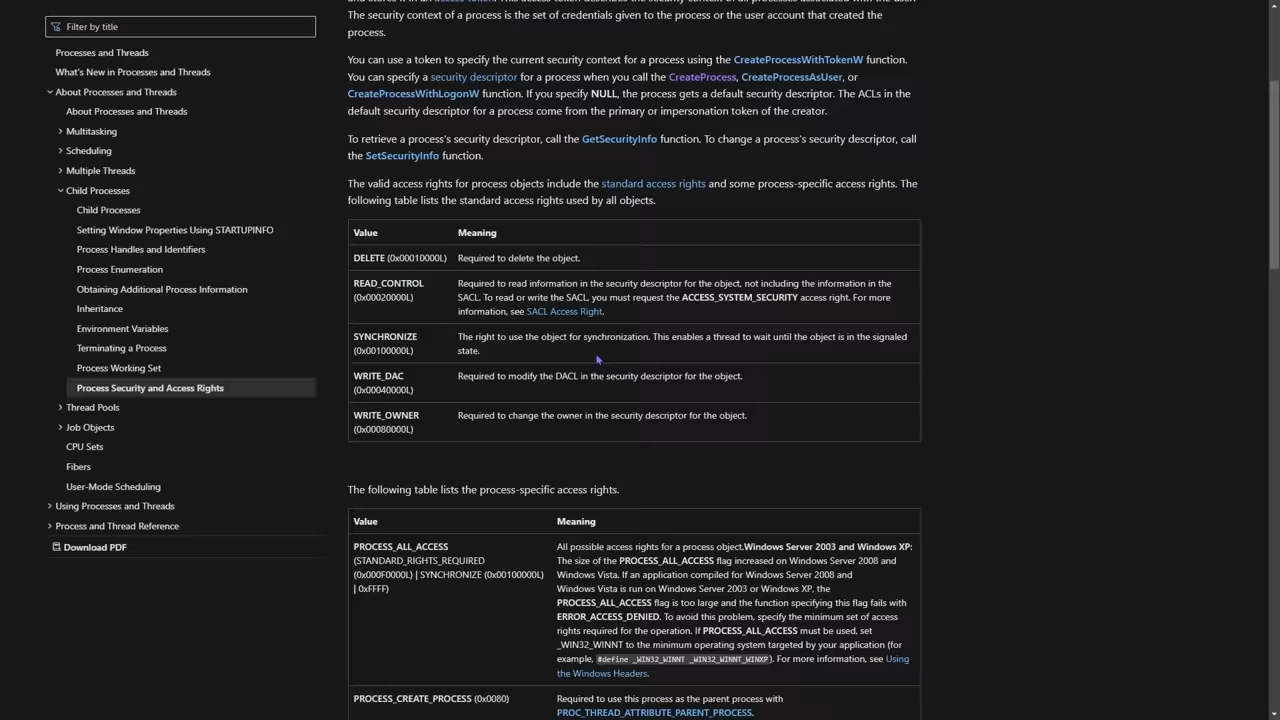 Filter by title
Processes and Threads
What's New in Processes and Threads
About Processes and Threads
About Processes and Threads
Multitasking
Scheduling
Multiple Threads
Child Processes
Child Processes
Setting Window Properties Using STARTUPINFO
Process Handles and Identifiers
Process Enumeration
Obtaining Additional Process Information
Inheritance
Environment Variables
Terminating a Process
Process Working Set
Process Security and Access Rights
Thread Pools
Job Objects
CPU Sets
Fibers
User-Mode Scheduling
Using Processes and Threads
Process and Thread Reference
Download PDF
The security context of a process is the set of credentials given to the process or the user account that created the
process.
You can use a token to specify the current security context for a process using the CreateProcessWithTokenW function.
You can specify a security descriptor for a process when you call the CreateProcess, CreateProcessAsUser, or
CreateProcessWithLogonW function. If you specify NULL, the process gets a default security descriptor. The ACLs in the
default security descriptor for a process come from the primary or impersonation token of the creator.
To retrieve a process's security descriptor, call the GetSecurityInfo function. To change a process's security descriptor, call
the SetSecurityInfo function.
The valid access rights for process objects include the standard access rights and some process-specific access rights. The
following table lists the standard access rights used by all objects.
Value Meaning
DELETE (0x00010000L) Required to delete the object.
READ_CONTROL Required to read information in the security descriptor for the object, not including the information in the
(0x00020000L) SACL. To read or write the SACL, you must request the ACCESS_SYSTEM_SECURITY access right. For more
information, see SACL Access Right.
SYNCHRONIZE The right to use the object for synchronization. This enables a thread to wait until the object is in the signaled
(0x00100000L) state.
WRITE_DAC Required to modify the DACL in the security descriptor for the object.
(0x00040000L)
WRITE_OWNER Required to change the owner in the security descriptor for the object.
(0x00080000L)
The following table lists the process-specific access rights.
Value Meaning
PROCESS_ALL_ACCESS All possible access rights for a process object.Windows Server 2003 and Windows XP:
(STANDARD_RIGHTS_REQUIRED The size of the PROCESS_ALL_ACCESS flag increased on Windows Server 2008 and
(0x000F0000L) | SYNCHRONIZE (0x00100000L) Windows Vista. If an application compiled for Windows Server 2008 and
| 0xFFFF) Windows Vista is run on Windows Server 2003 or Windows XP, the
PROCESS_ALL_ACCESS flag is too large and the function specifying this flag fails with
ERROR_ACCESS_DENIED. To avoid this problem, specify the minimum set of access
rights required for the operation. If PROCESS_ALL_ACCESS must be used, set
_WIN32_WINNT to the minimum operating system targeted by your application (for
example, #define _WIN32_WINNT _WIN32_WINNT_WINXP). For more information, see Using
the Windows Headers.
PROCESS_CREATE_PROCESS (0x0080) Required to use this process as the parent process with
PROC_THREAD_ATTRIBUTE_PARENT_PROCESS.